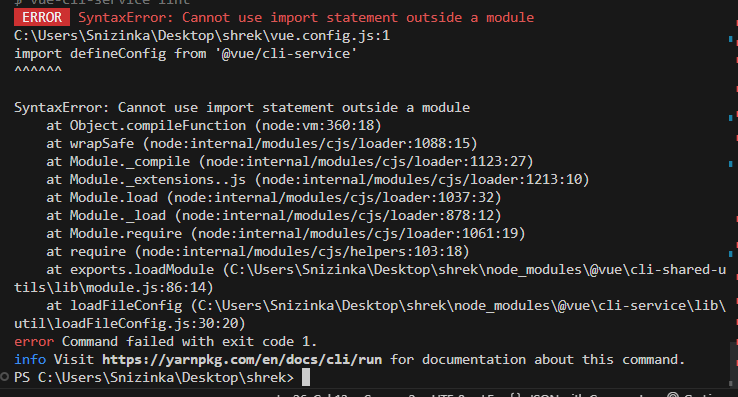 $ vue-cli-service lint
ERROR SyntaxError: Cannot use import statement outside a module
C:\Users\Snizinka\Desktop\shrek\vue.config.js:1
import defineConfig from '@vue/cli-service'
^^^^^^
SyntaxError: Cannot use import statement outside a module
at Object.compileFunction (node:vm:360:18)
at wrapSafe (node:internal/modules/cjs/loader:1088:15)
at Module._compile (node:internal/modules/cjs/loader:1123:27)
at Module._extensions..js (node:internal/modules/cjs/loader:1213:10)
at Module.load (node:internal/modules/cjs/loader:1037:32)
at Module._load (node:internal/modules/cjs/loader:878:12)
at Module.require (node:internal/modules/cjs/loader:1061:19)
at require (node:internal/modules/cjs/helpers:103:18)
at exports.loadModule (C:\Users\Snizinka\Desktop\shrek\node_modules\@vue\cli-shared-u
tils\lib\module.js:86:14)
at loadFileConfig (C:\Users\Snizinka\Desktop\shrek\node_modules\@vue\cli-service\lib\
util\loadFileConfig.js:30:20)
error Command failed with exit code 1.
info Visit https://yarnpkg.com/en/docs/cli/run for documentation about this command.
PS C:\Users\Snizinka\Desktop\shrek>